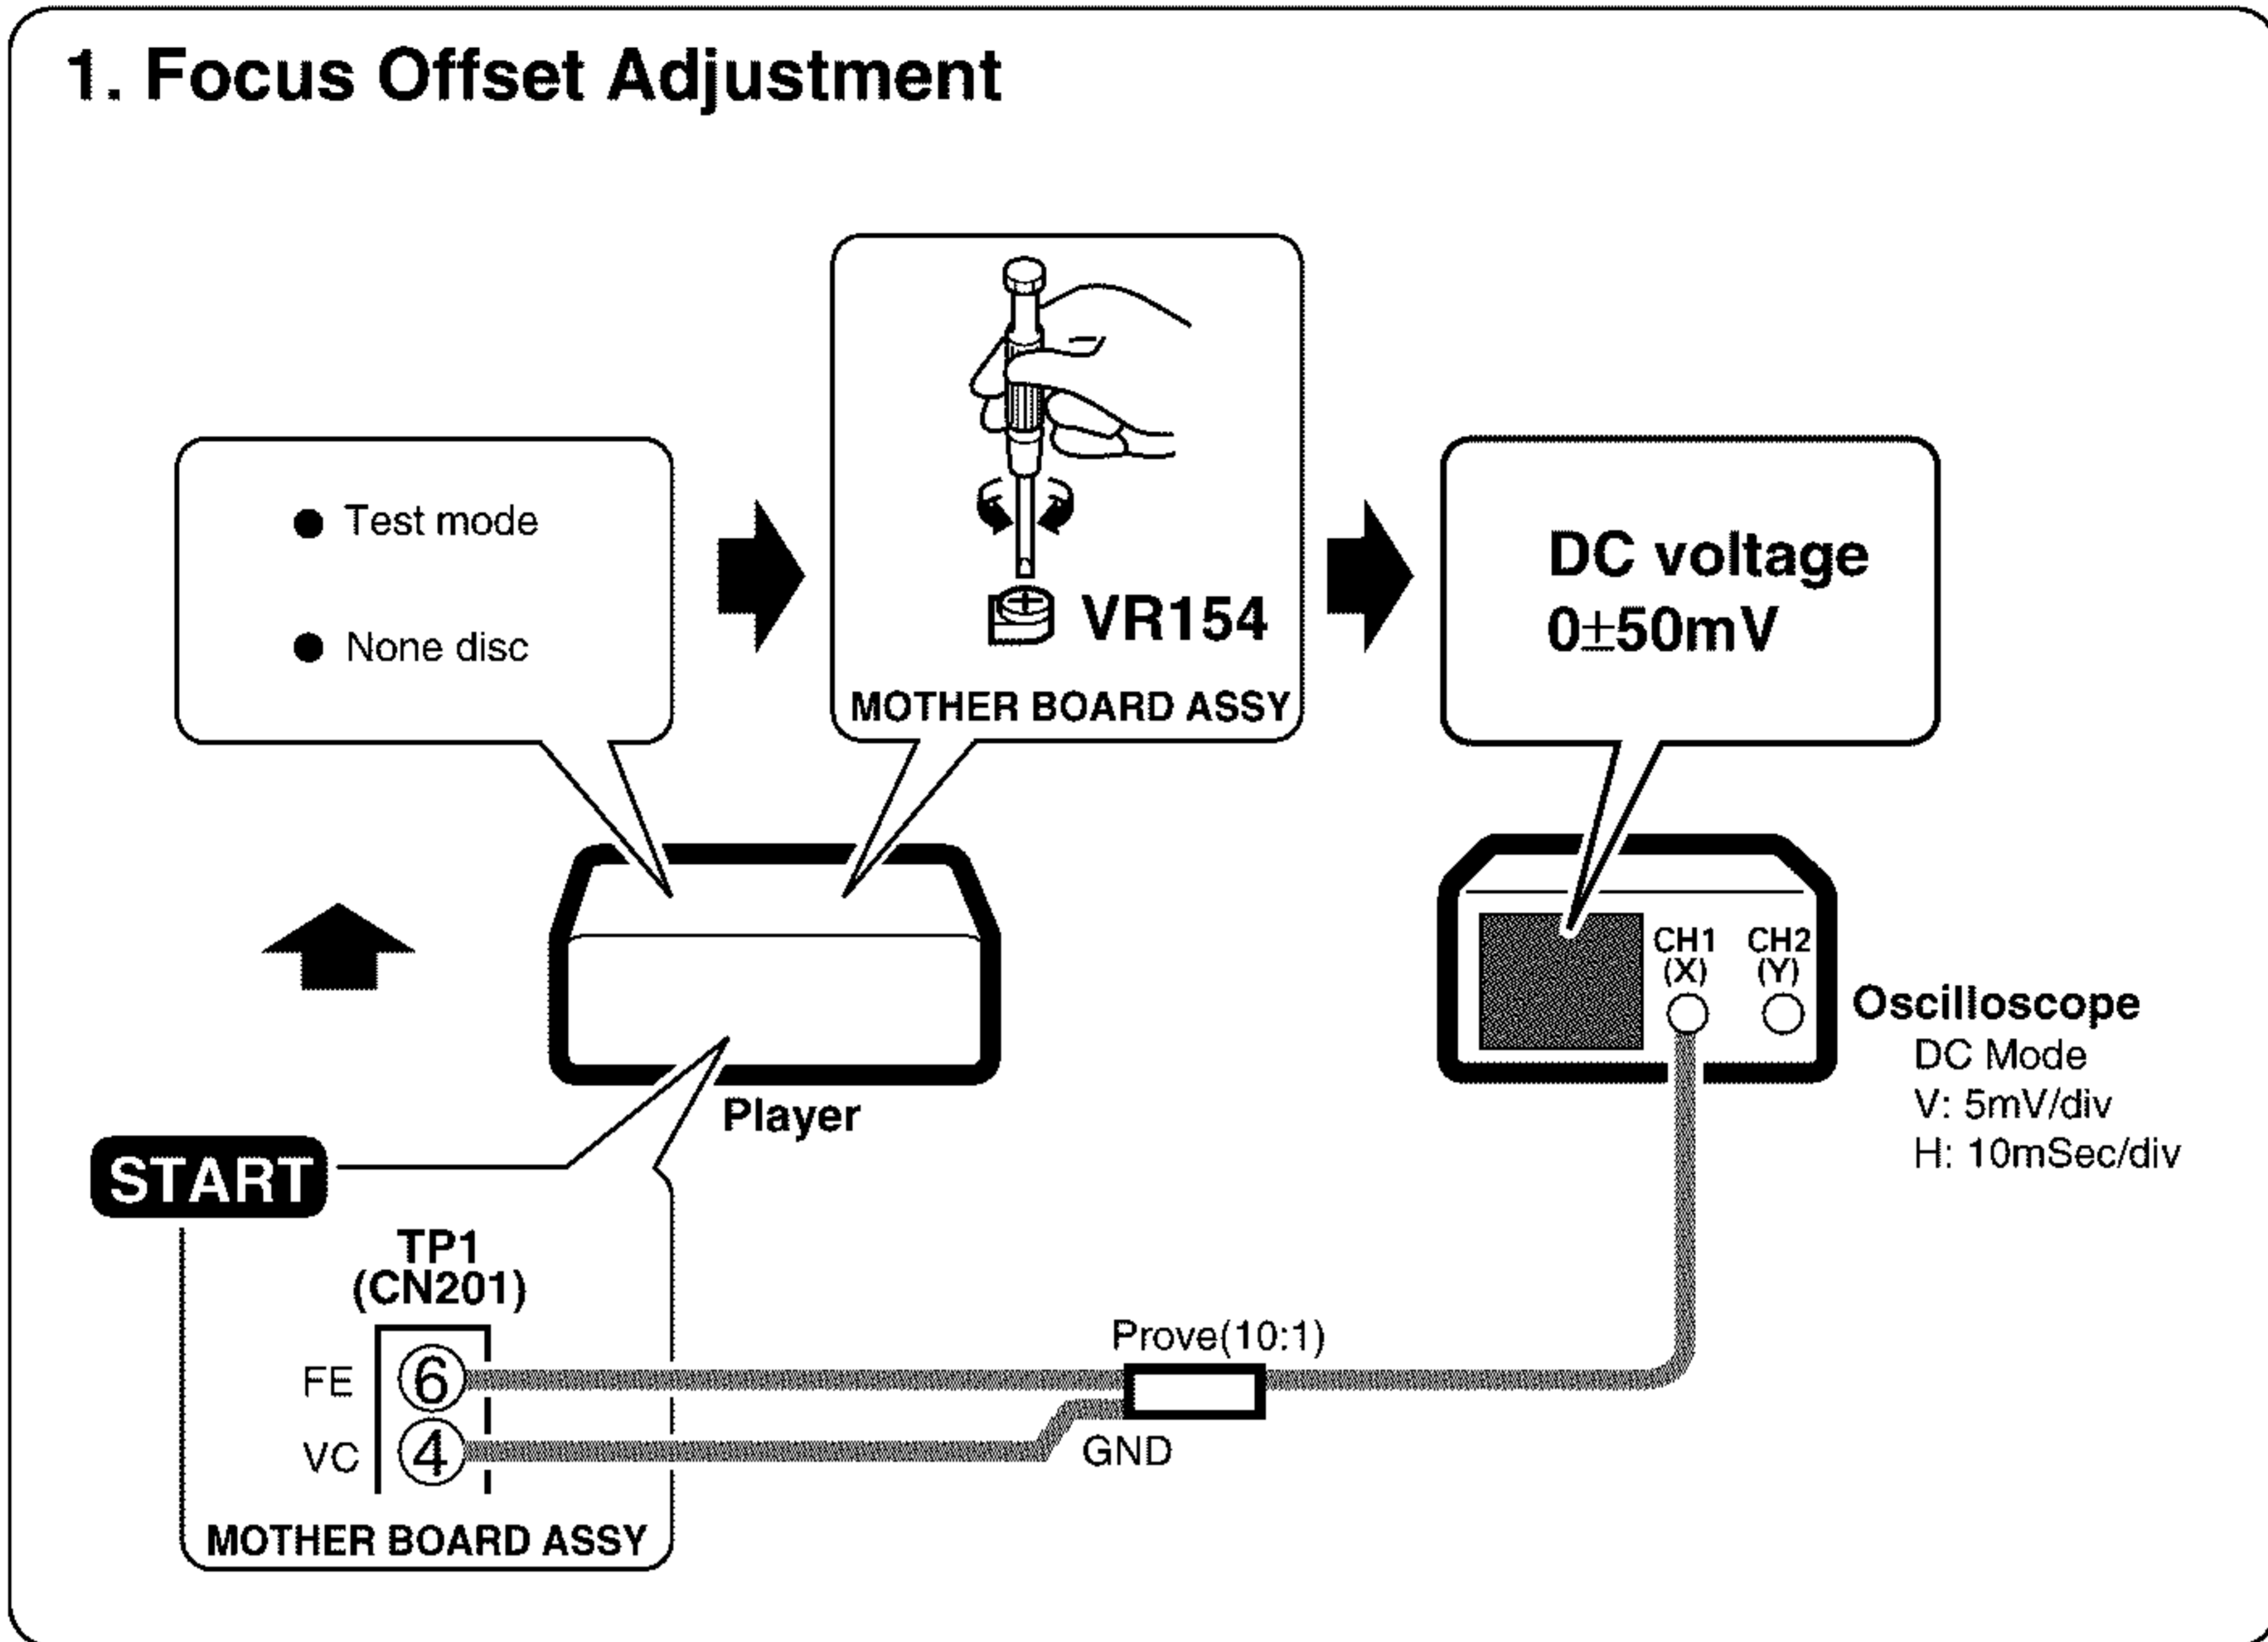 1. Focus Offset Adjustment
● Test mode
● None disc
VR154
MOTHER BOARD ASSY
DC voltage
0±50mV
CH1
(X)
CH2
(Y)
Oscilloscope
DC Mode
V: 5mV/div
H: 10mSec/div
Player
START
TP1
(CN201)
FE
6
VC
4
MOTHER BOARD ASSY
Prove(10:1)
GND